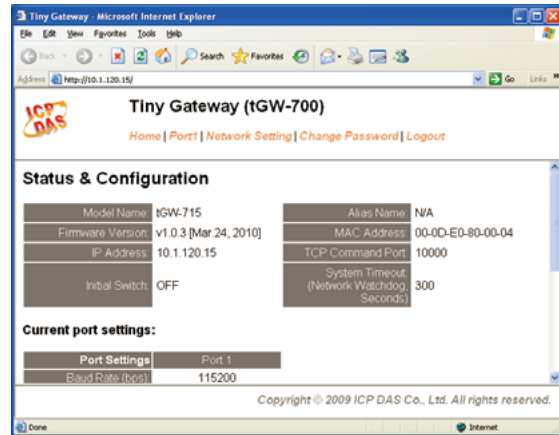 Tiny Gateway - Microsoft Internet Explorer
File Edit View Favorites Tools Help
Back Search Favorites
Address http://10.1.120.15/ Go Links »
ICP DAS
Tiny Gateway (tGW-700)
Home | Port1 | Network Setting | Change Password | Logout
Status & Configuration
Model Name: tGW-715 Alias Name: N/A
Firmware Version: v1.0.3 [Mar.24, 2010] MAC Address: 00-0D-E0-80-00-04
IP Address: 10.1.120.15 TCP Command Port: 10000
Initial Switch: OFF System Timeout: (Network Watchdog, Seconds) 300
Current port settings:
Port Settings Port 1
Baud Rate (bps): 115200
Copyright © 2009 ICP DAS Co., Ltd. All rights reserved.
Done Internet